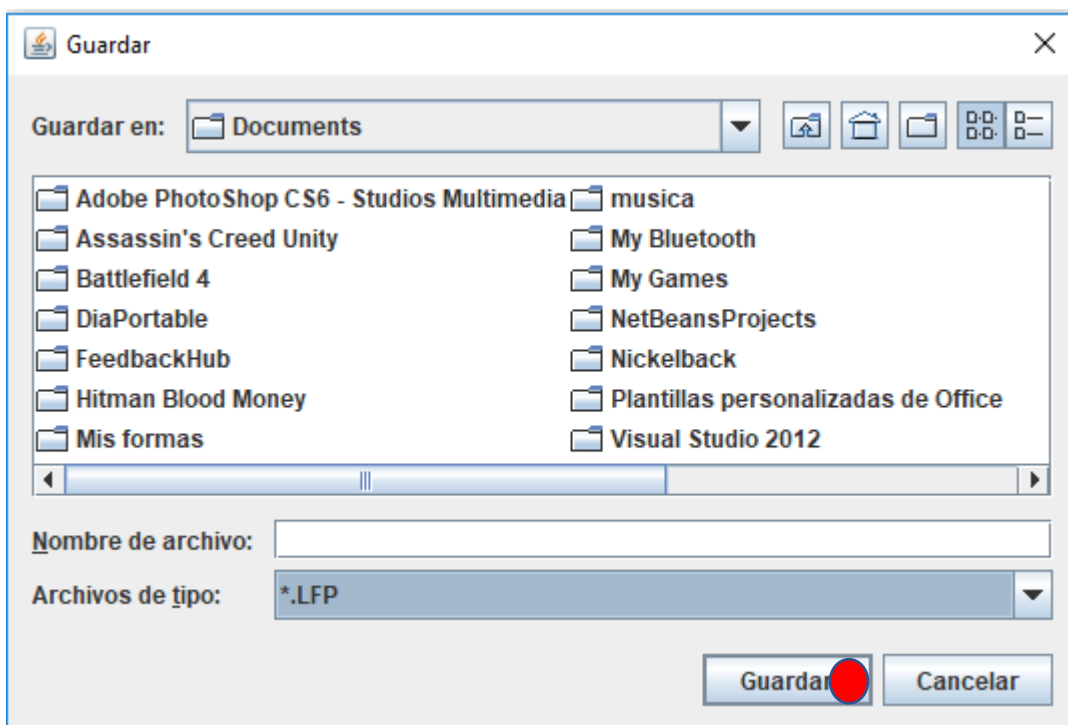 Guardar
Guardar en: Documents
Adobe PhotoShop CS6 - Studios Multimedia musica
Assassin's Creed Unity My Bluetooth
Battlefield 4 My Games
DiaPortable NetBeansProjects
FeedbackHub Nickelback
Hitman Blood Money Plantillas personalizadas de Office
Mis formas Visual Studio 2012
Nombre de archivo:
Archivos de tipo: *.LFP
Guardar Cancelar